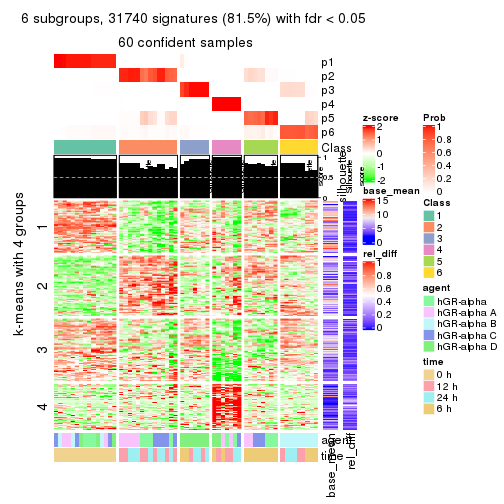 6 subgroups, 31740 signatures (81.5%) with fdr < 0.05
60 confident samples
p1
p2
p3
p4
p5
p6
Class
1
0.5
0
silhouette
score
k-means with 4 groups
1
2
3
4
agent
time
base_mean
rel_diff
z-score
2
1
0
-1
-2
base_mean
15
10
5
0
rel_diff
1
0.8
0.6
0.4
0.2
0
Prob
1
0.8
0.6
0.4
0.2
0
Class
1
2
3
4
5
6
agent
hGR-alpha
hGR-alpha A
hGR-alpha B
hGR-alpha C
hGR-alpha D
time
0 h
12 h
24 h
6 h